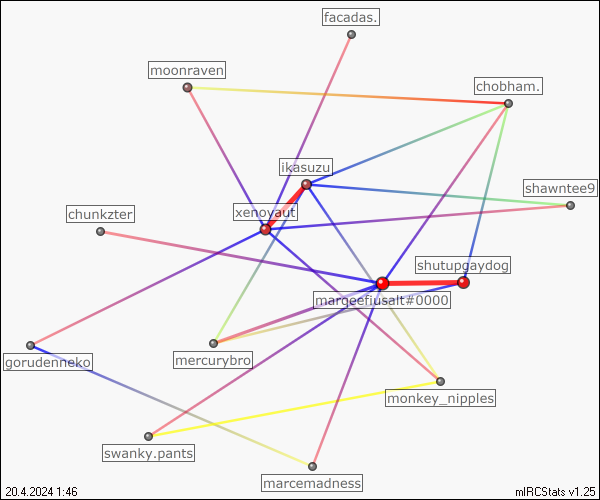 facadas.
moonraven
chobham.
ikasuzu
shawntee9
chunkzter
xenoyaut
shutupgaydog
marqeefiusalt#0000
gorudenneko
mercurybro
monkey_nipples
swanky.pants
marcemadness
20.4.2024 1:46
mIRCStats v1.25